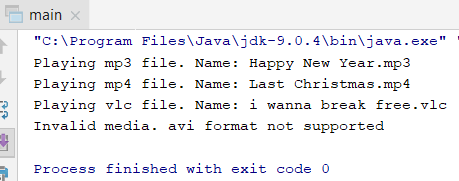 main
"C:\Program Files\Java\jdk-9.0.4\bin\java.exe" "
Playing mp3 file. Name: Happy New Year.mp3
Playing mp4 file. Name: Last Christmas.mp4
Playing vlc file. Name: i wanna break free.vlc
Invalid media. avi format not supported
Process finished with exit code 0